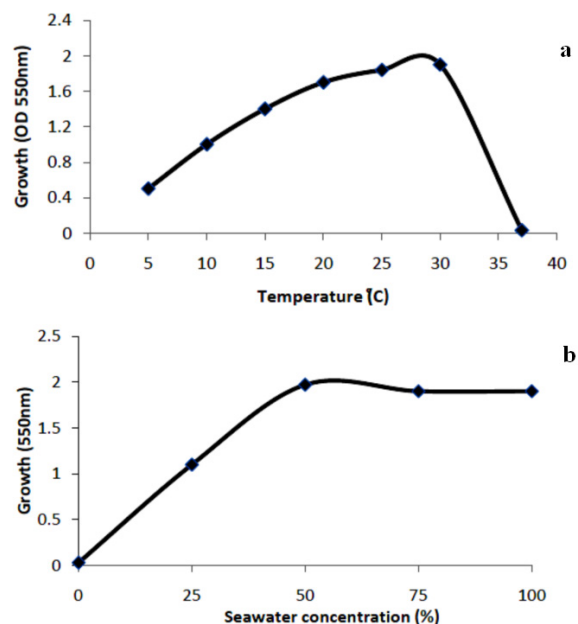 a
2.4
2
1.6
1.2
0.8
0.4
0
Growth (OD 550nm)
0 5 10 15 20 25 30 35 40
Temperature (̊C)
b
2.5
2
1.5
1
0.5
0
Growth (550nm)
0 25 50 75 100
Seawater concentration (%)